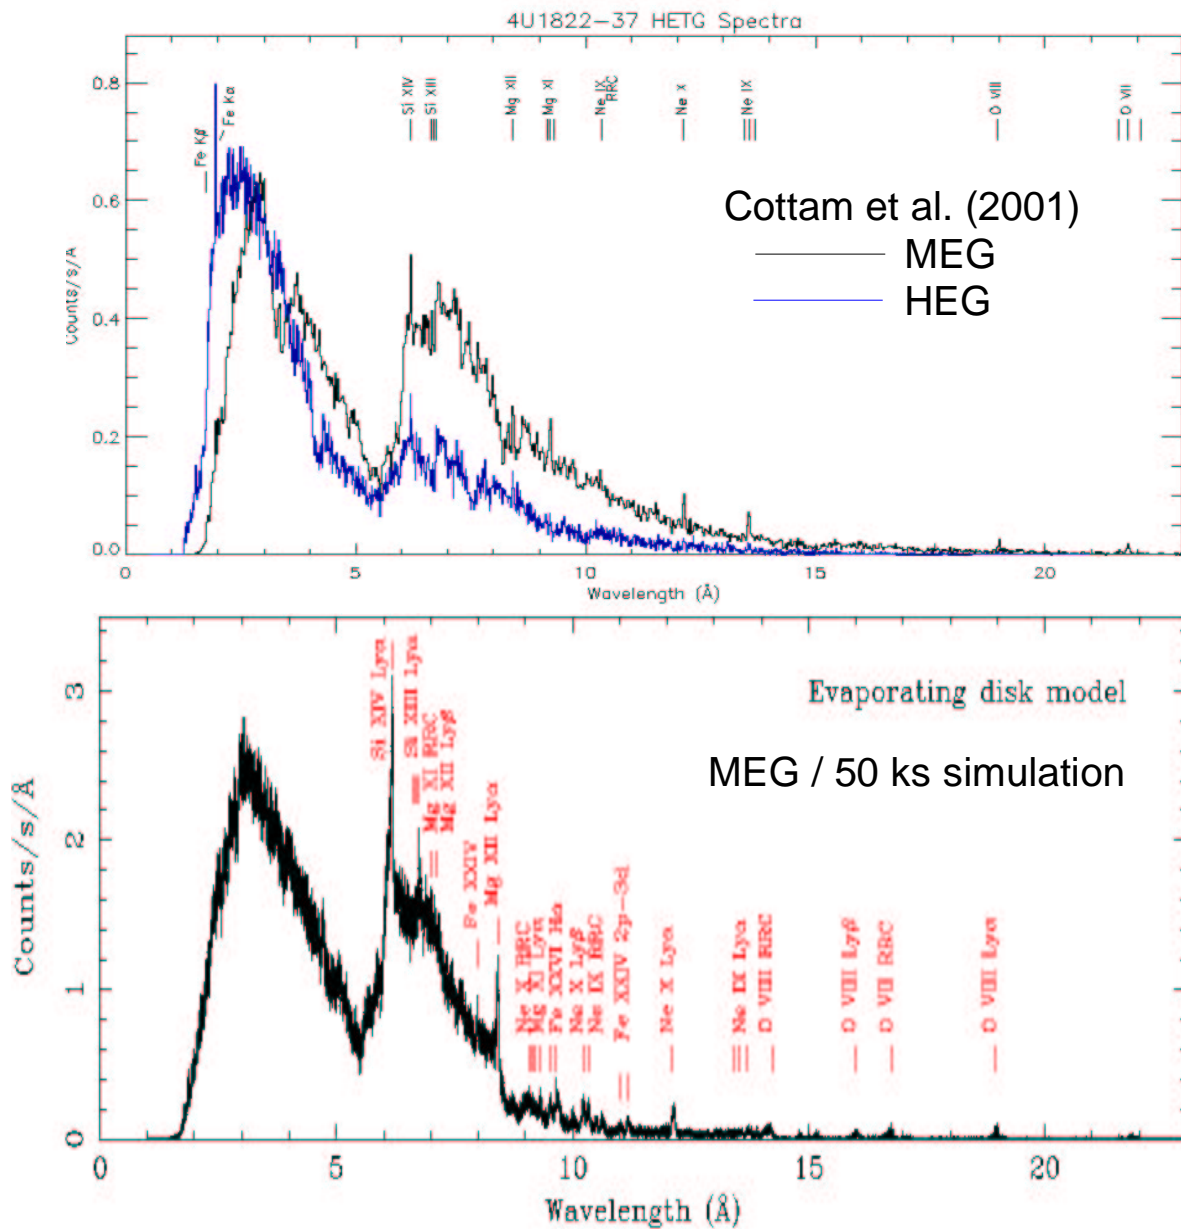 4U1822−37 HETG Spectra
Fe Kβ
Fe Kα
Si XIV
Si XIII
Mg XII
Mg XI
Ne IX
RRC
Ne X
Ne IX
O VIII
O VII
Cottam et al. (2001)
MEG
HEG
Counts/s/A
0.8
0.6
0.4
0.2
0.0
0
5
10
15
20
Wavelength (Å)
Evaporating disk model
MEG / 50 ks simulation
Si XIV Lyα
Si XIII Lyα
Mg XI RRC
Mg XII Lyβ
Fe XXIV
Mg XII Lyα
Ne X RRC
Mg XI Lyα
Fe XXVI Hα
Ne X Lyβ
Ne IX RRC
Fe XXIV 2p−3d
Ne X Lyα
Ne IX Lyα
O VIII RRC
O VIII Lyβ
O VII RRC
O VIII Lyα
Counts/s/Å
3
2
1
0
0
5
10
15
20
Wavelength (Å)